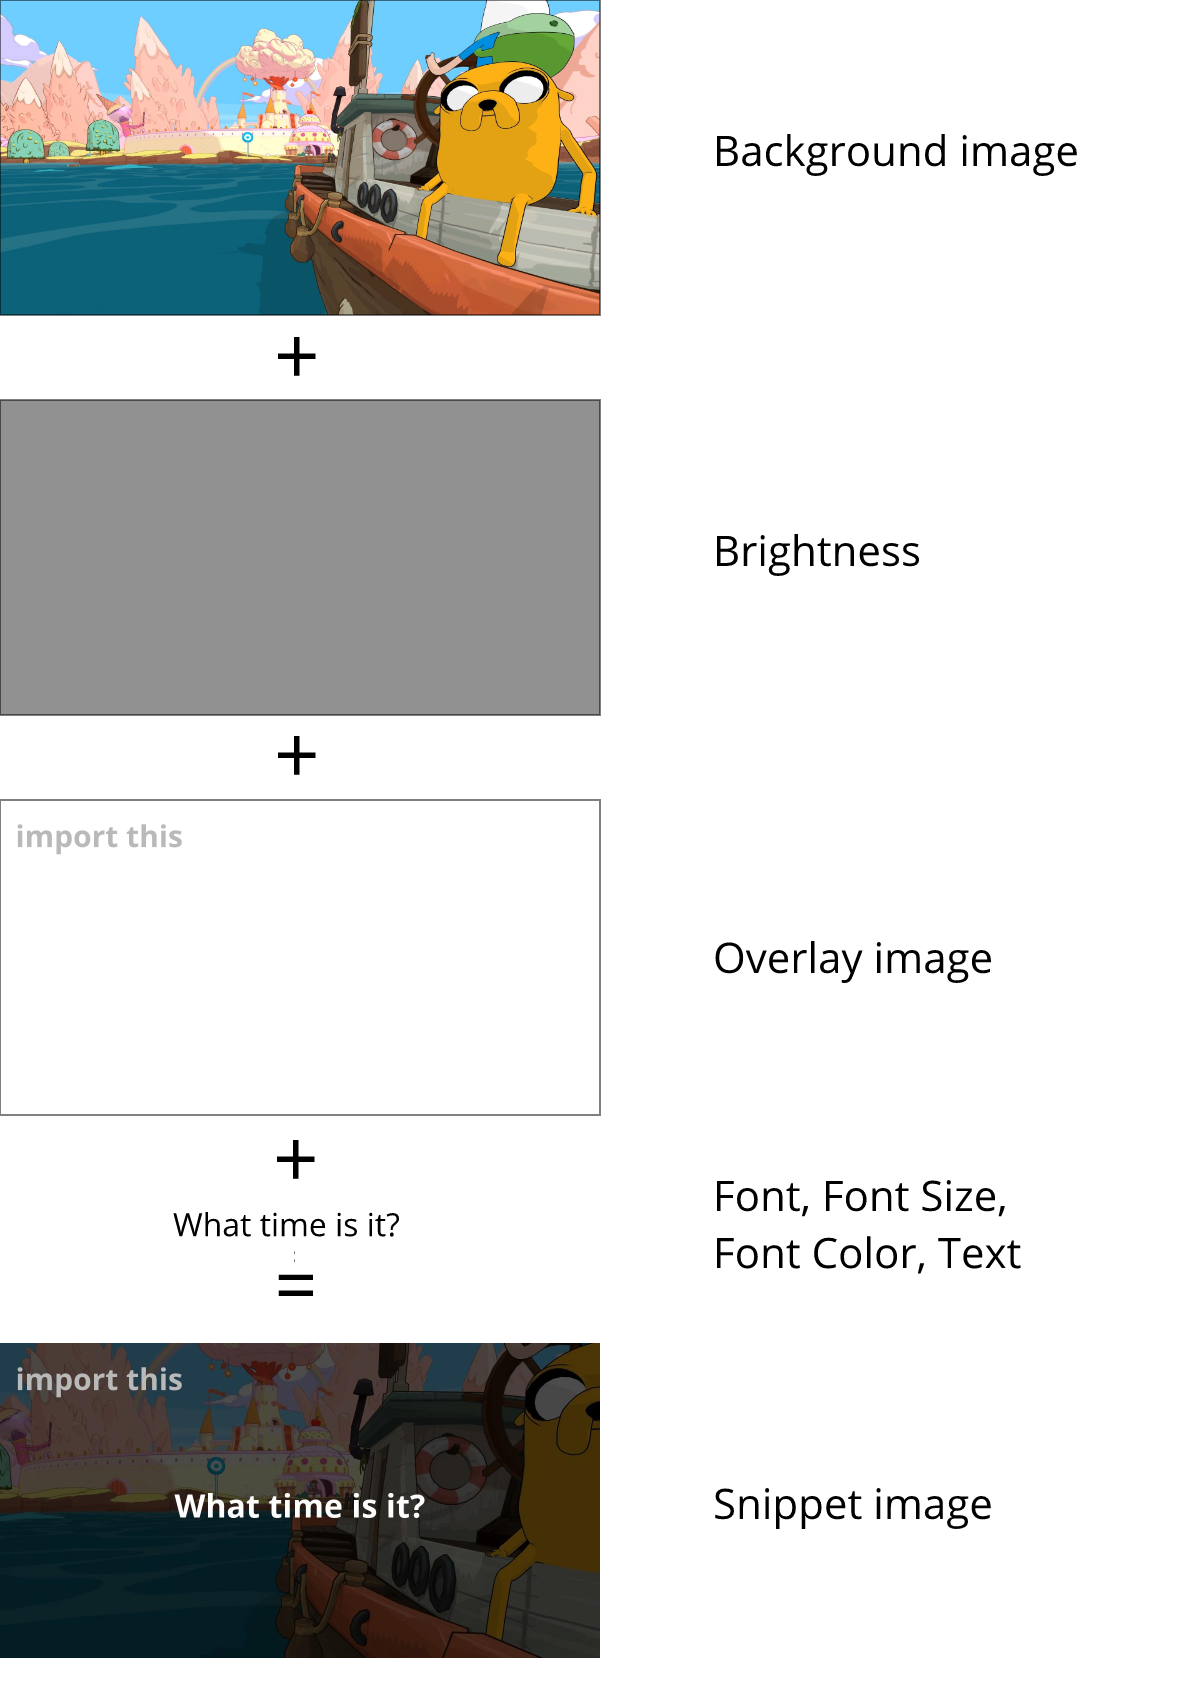 Background image
+
Brightness
+
import this
Overlay image
+
What time is it?
Font, Font Size,
Font Color, Text
=
import this
What time is it?
Snippet image